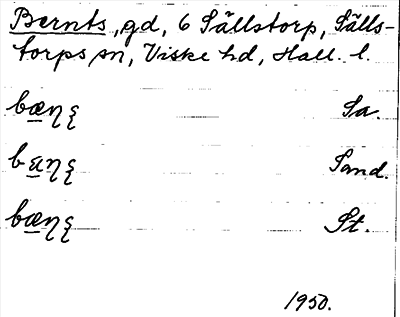 Bernts, gd, 6 Sällstorp, Sälls-
torps sn, Viske hd, Hall. l.
Sa.
Sand.
St.
1950.